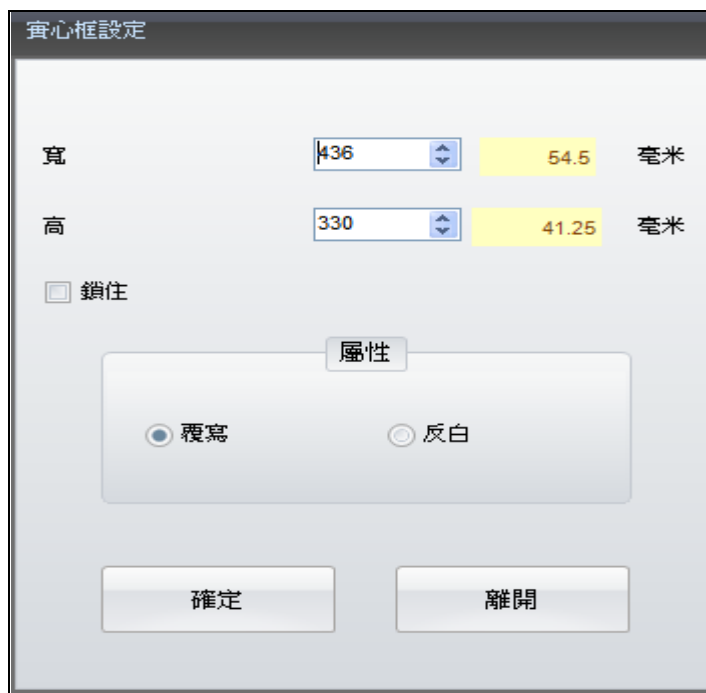 實心框設定
寬 436 54.5 毫米
高 330 41.25 毫米
鎖住
屬性
覆寫 反白
確定 離開